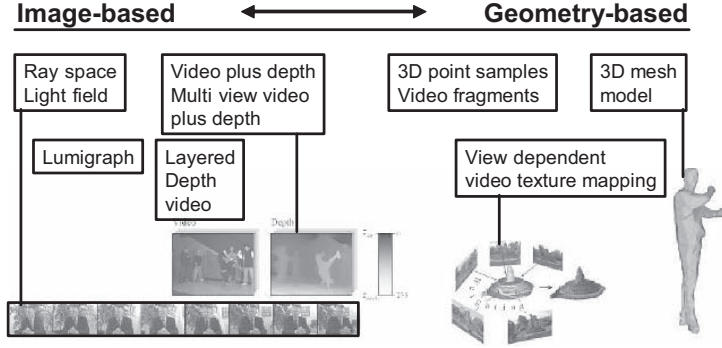 Image-based
Geometry-based
Ray space
Light field
Video plus depth
Multi view video
plus depth
3D point samples
Video fragments
3D mesh
model
Lumigraph
Layered
Depth
video
View dependent
video texture mapping
Video
Depth
255
Weighting